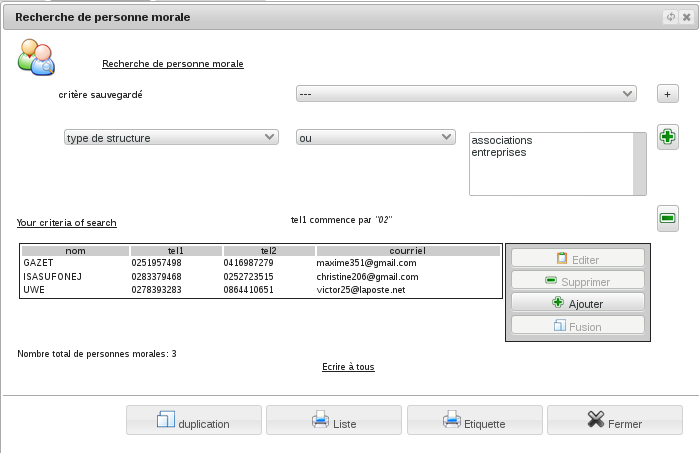 Recherche de personne morale
Recherche de personne morale
critère sauvegardé
---
+
type de structure
ou
associations
entreprises
Your criteria of search
tel1 commence par "02"
nom tel1 tel2 courriel
GAZET 0251957498 0416987279 maxime351@gmail.com
ISASUFONEJ 0283379468 0252723515 christine206@gmail.com
UWE 0278393283 0864410651 victor25@laposte.net
Editer
Supprimer
Ajouter
Fusion
Nombre total de personnes morales: 3
Ecrire à tous
duplication
Liste
Etiquette
Fermer